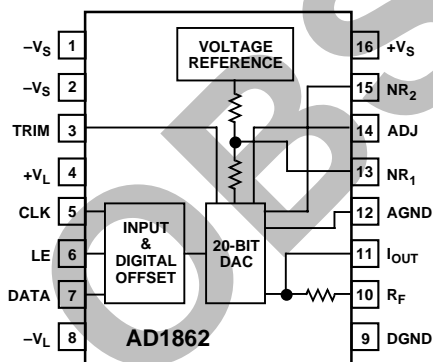 –VS 1
–VS 2
TRIM 3
+VL 4
CLK 5
LE 6
DATA 7
–VL 8
VOLTAGE
REFERENCE
INPUT
&
DIGITAL
OFFSET
20-BIT
DAC
AD1862
16 +VS
15 NR2
14 ADJ
13 NR1
12 AGND
11 IOUT
10 RF
9 DGND
OBS